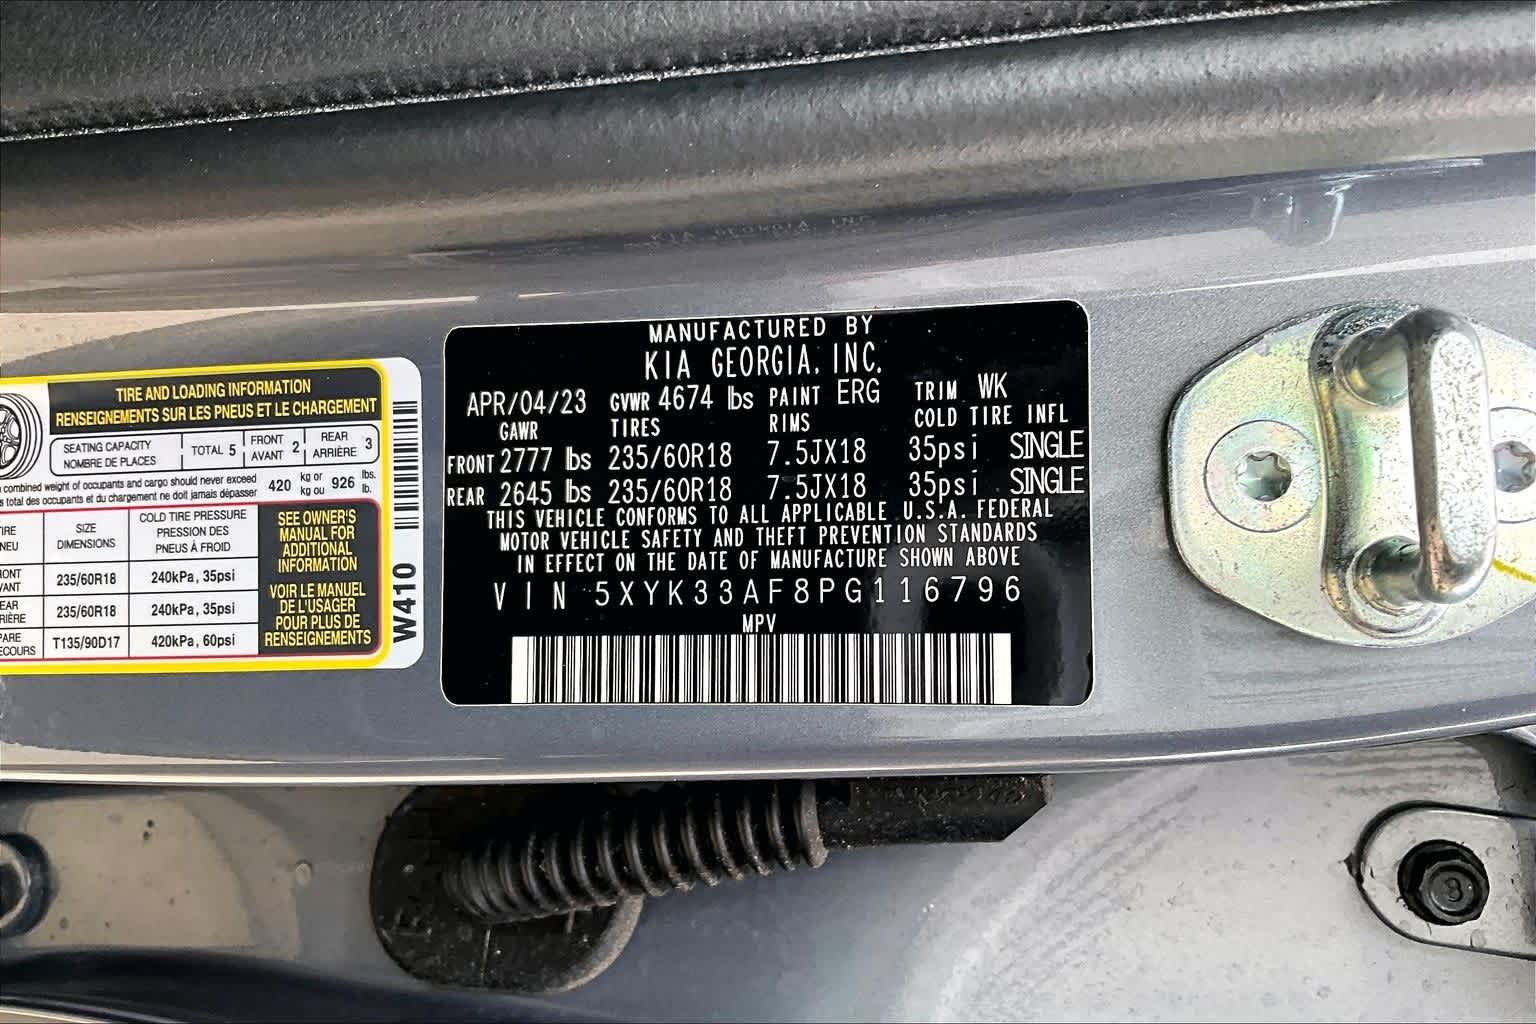 TIRE AND LOADING INFORMATION
RENSEIGNEMENTS SUR LES PNEUS ET LE CHARGEMENT
SEATING CAPACITY
NOMBRE DE PLACES
TOTAL 5
FRONT
AVANT 2
REAR
ARRIÈRE 3
combined weight of occupants and cargo should never exceed
total des occupants et du chargement ne doit jamais dépasser
420 kg or
kg ou 926 lbs.
lb.
SIZE
DIMENSIONS
COLD TIRE PRESSURE
PRESSION DES
PNEUS À FROID
235/60R18 240kPa, 35psi
235/60R18 240kPa, 35psi
T135/90D17 420kPa, 60psi
SEE OWNER'S
MANUAL FOR
ADDITIONAL
INFORMATION
VOIR LE MANUEL
DE L'USAGER
POUR PLUS DE
RENSEIGNEMENTS
W410
MANUFACTURED BY
KIA GEORGIA, INC.
APR/04/23 GVWR 4674 lbs PAINT ERG TRIM WK
GAWR TIRES RIMS COLD TIRE INFL
FRONT 2777 lbs 235/60R18 7.5JX18 35psi SINGLE
REAR 2645 lbs 235/60R18 7.5JX18 35psi SINGLE
THIS VEHICLE CONFORMS TO ALL APPLICABLE U.S.A. FEDERAL
MOTOR VEHICLE SAFETY AND THEFT PREVENTION STANDARDS
IN EFFECT ON THE DATE OF MANUFACTURE SHOWN ABOVE
VIN 5XYK33AF8PG116796
MPV
8